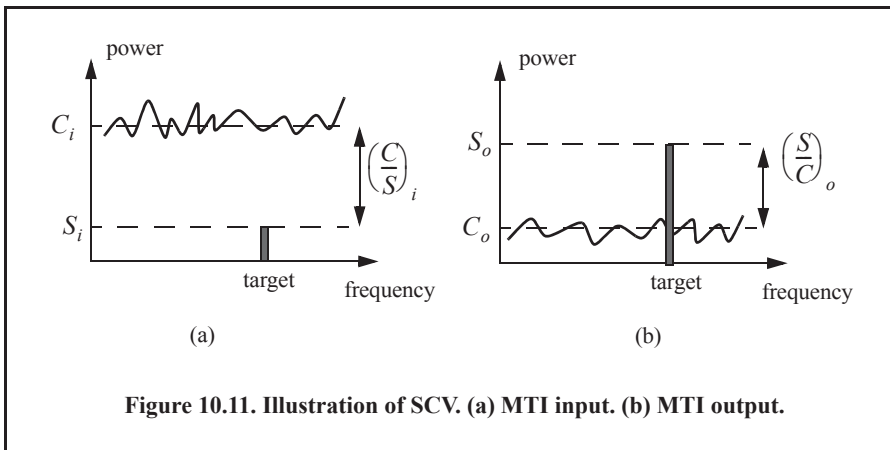 power
C_i
(C/S)_i
S_i
target
frequency
(a)
power
S_o
(S/C)_o
C_o
target
frequency
(b)
Figure 10.11. Illustration of SCV. (a) MTI input. (b) MTI output.